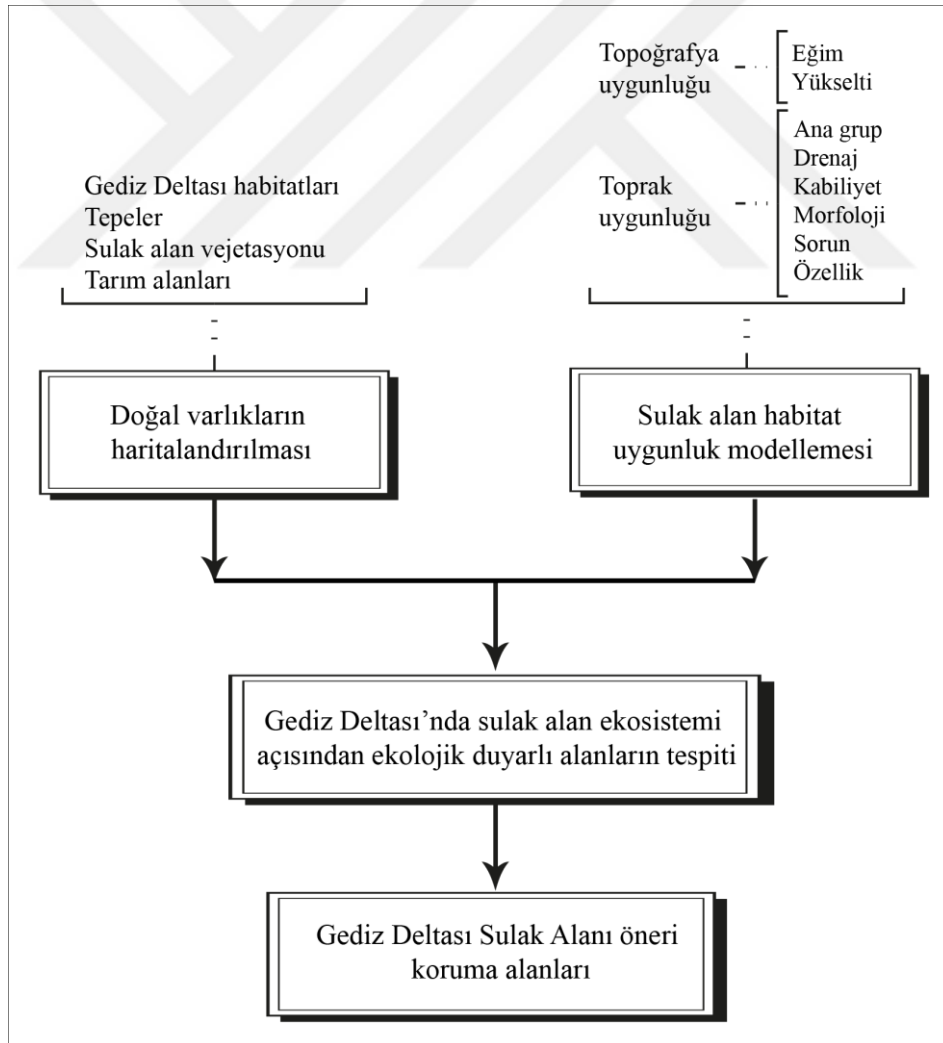 Topoğrafya
uygunluğu
Eğim
Yükselti
Gediz Deltası habitatları
Tepeler
Sulak alan vejetasyonu
Tarım alanları
Toprak
uygunluğu
Ana grup
Drenaj
Kabiliyet
Morfoloji
Sorun
Özellik
Doğal varlıkların
haritalandırılması
Sulak alan habitat
uygunluk modellemesi
Gediz Deltası’nda sulak alan ekosistemi
açısından ekolojik duyarlı alanların tespiti
Gediz Deltası Sulak Alanı öneri
koruma alanları